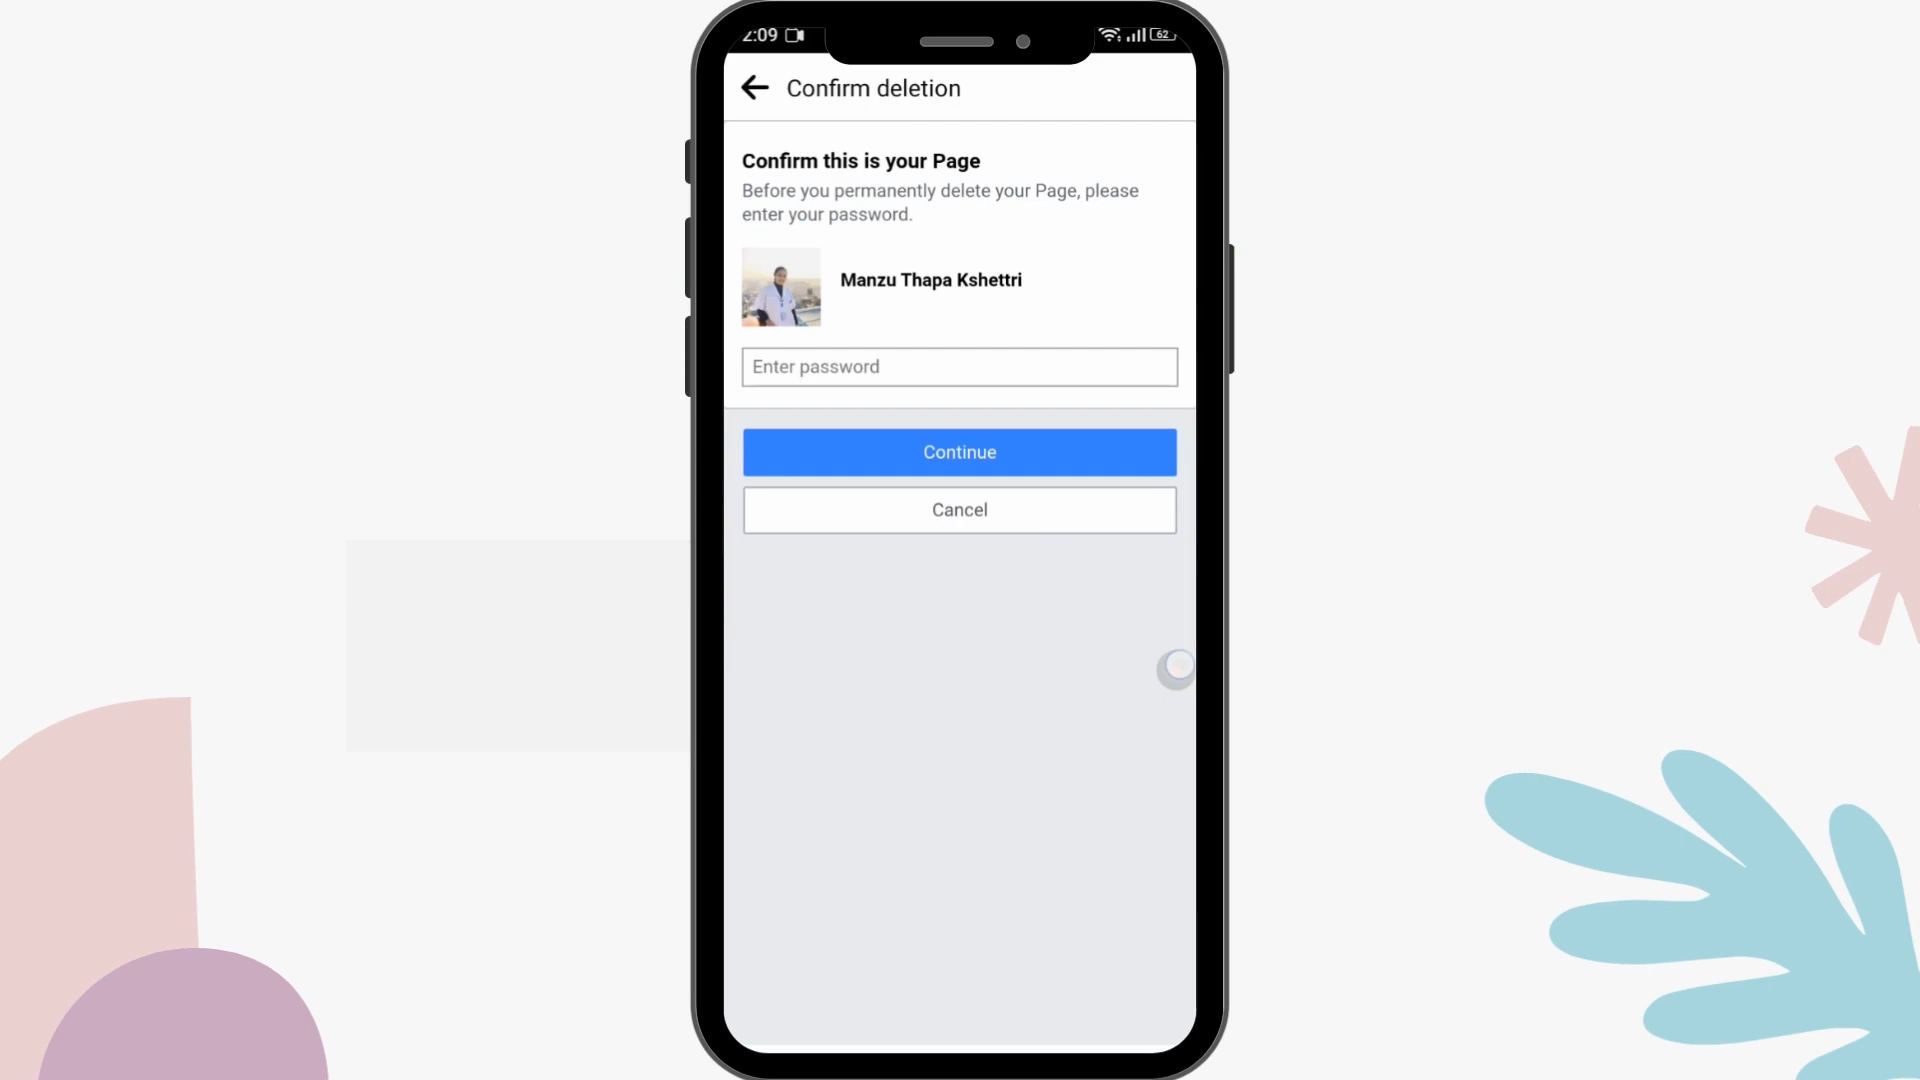 2:09
62
Confirm deletion
Confirm this is your Page
Before you permanently delete your Page, please
enter your password.
Manzu Thapa Kshettri
Enter password
Continue
Cancel